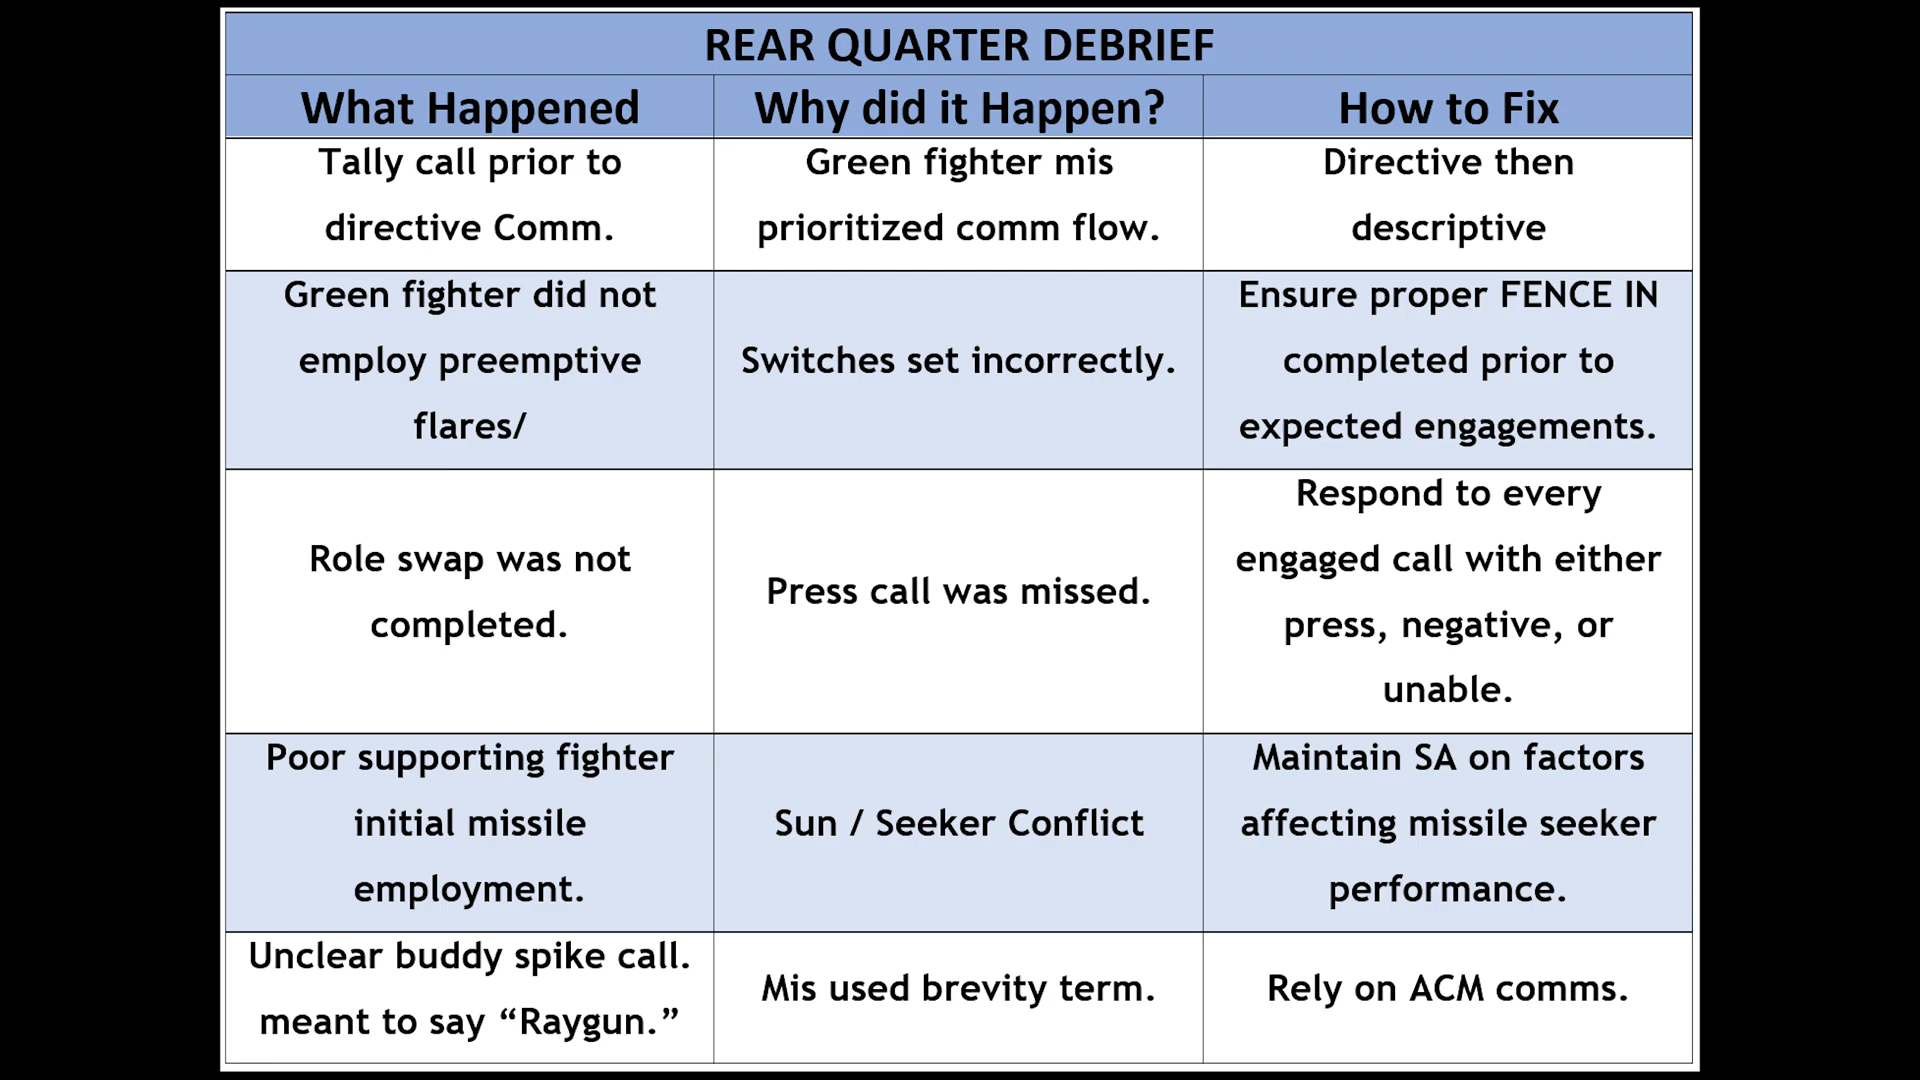 REAR QUARTER DEBRIEF
What Happened
Why did it Happen?
How to Fix
Tally call prior to
directive Comm.
Green fighter mis
prioritized comm flow.
Directive then
descriptive
Green fighter did not
employ preemptive
flares/
Switches set incorrectly.
Ensure proper FENCE IN
completed prior to
expected engagements.
Role swap was not
completed.
Press call was missed.
Respond to every
engaged call with either
press, negative, or
unable.
Poor supporting fighter
initial missile
employment.
Sun / Seeker Conflict
Maintain SA on factors
affecting missile seeker
performance.
Unclear buddy spike call.
meant to say “Raygun.”
Mis used brevity term.
Rely on ACM comms.